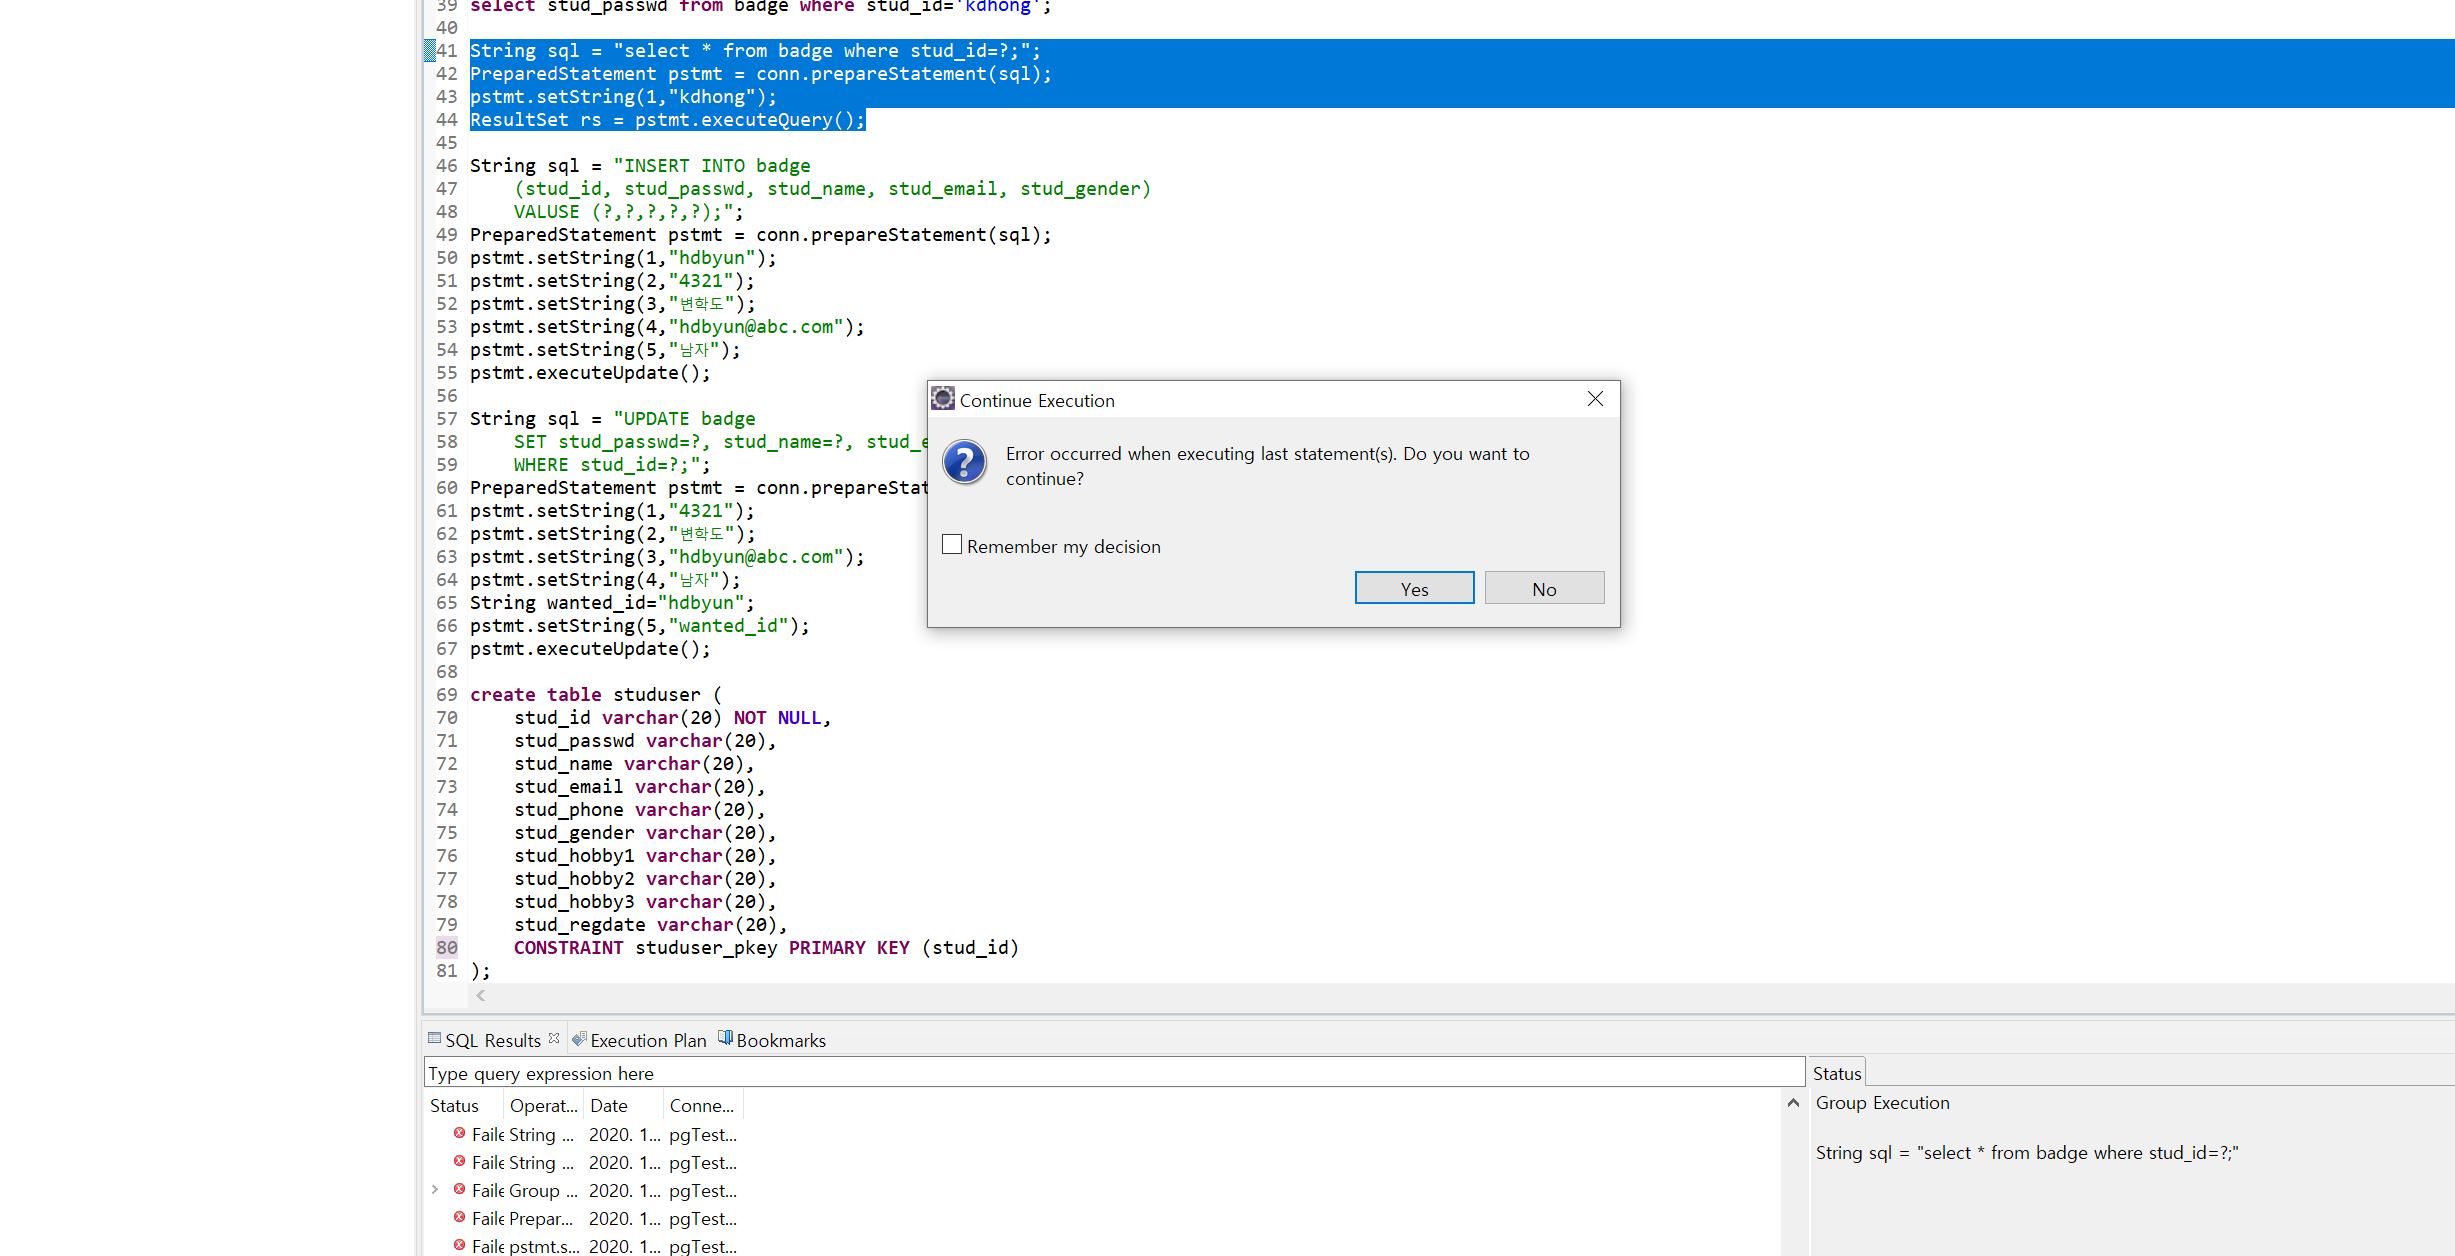 39 select stud_passwd from badge where stud_id='kdhong';
40
41 String sql = "select * from badge where stud_id=?;";
42 PreparedStatement pstmt = conn.prepareStatement(sql);
43 pstmt.setString(1,"kdhong");
44 ResultSet rs = pstmt.executeQuery();
45
46 String sql = "INSERT INTO badge
47 (stud_id, stud_passwd, stud_name, stud_email, stud_gender)
48 VALUSE (?,?,?,?,?);";
49 PreparedStatement pstmt = conn.prepareStatement(sql);
50 pstmt.setString(1,"hdbyun");
51 pstmt.setString(2,"4321");
52 pstmt.setString(3,"변학도");
53 pstmt.setString(4,"hdbyun@abc.com");
54 pstmt.setString(5,"남자");
55 pstmt.executeUpdate();
56
57 String sql = "UPDATE badge
58 SET stud_passwd=?, stud_name=?, stud_e
59 WHERE stud_id=?;";
60 PreparedStatement pstmt = conn.prepareStat
61 pstmt.setString(1,"4321");
62 pstmt.setString(2,"변학도");
63 pstmt.setString(3,"hdbyun@abc.com");
64 pstmt.setString(4,"남자");
65 String wanted_id="hdbyun";
66 pstmt.setString(5,"wanted_id");
67 pstmt.executeUpdate();
68
69 create table studuser (
70 stud_id varchar(20) NOT NULL,
71 stud_passwd varchar(20),
72 stud_name varchar(20),
73 stud_email varchar(20),
74 stud_phone varchar(20),
75 stud_gender varchar(20),
76 stud_hobby1 varchar(20),
77 stud_hobby2 varchar(20),
78 stud_hobby3 varchar(20),
79 stud_regdate varchar(20),
80 CONSTRAINT studuser_pkey PRIMARY KEY (stud_id)
81 );
Continue Execution
Error occurred when executing last statement(s). Do you want to
continue?
Remember my decision
Yes No
SQL Results Execution Plan Bookmarks
Type query expression here
Status Operat... Date Conne...
Faile String ... 2020. 1... pgTest...
Faile String ... 2020. 1... pgTest...
Faile Group ... 2020. 1... pgTest...
Faile Prepar... 2020. 1... pgTest...
Faile pstmt.s... 2020. 1... pgTest...
Status
Group Execution
String sql = "select * from badge where stud_id=?;"